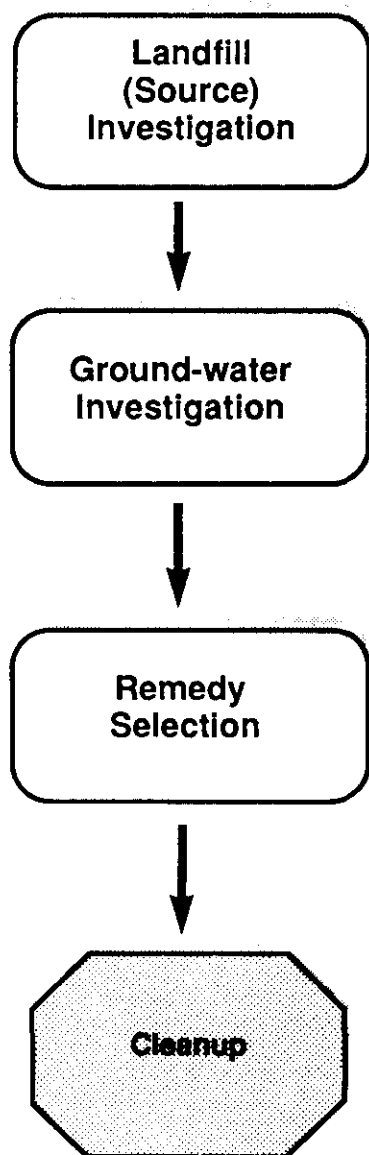 Landfill
(Source)
Investigation
Ground-water
Investigation
Remedy
Selection
Cleanup